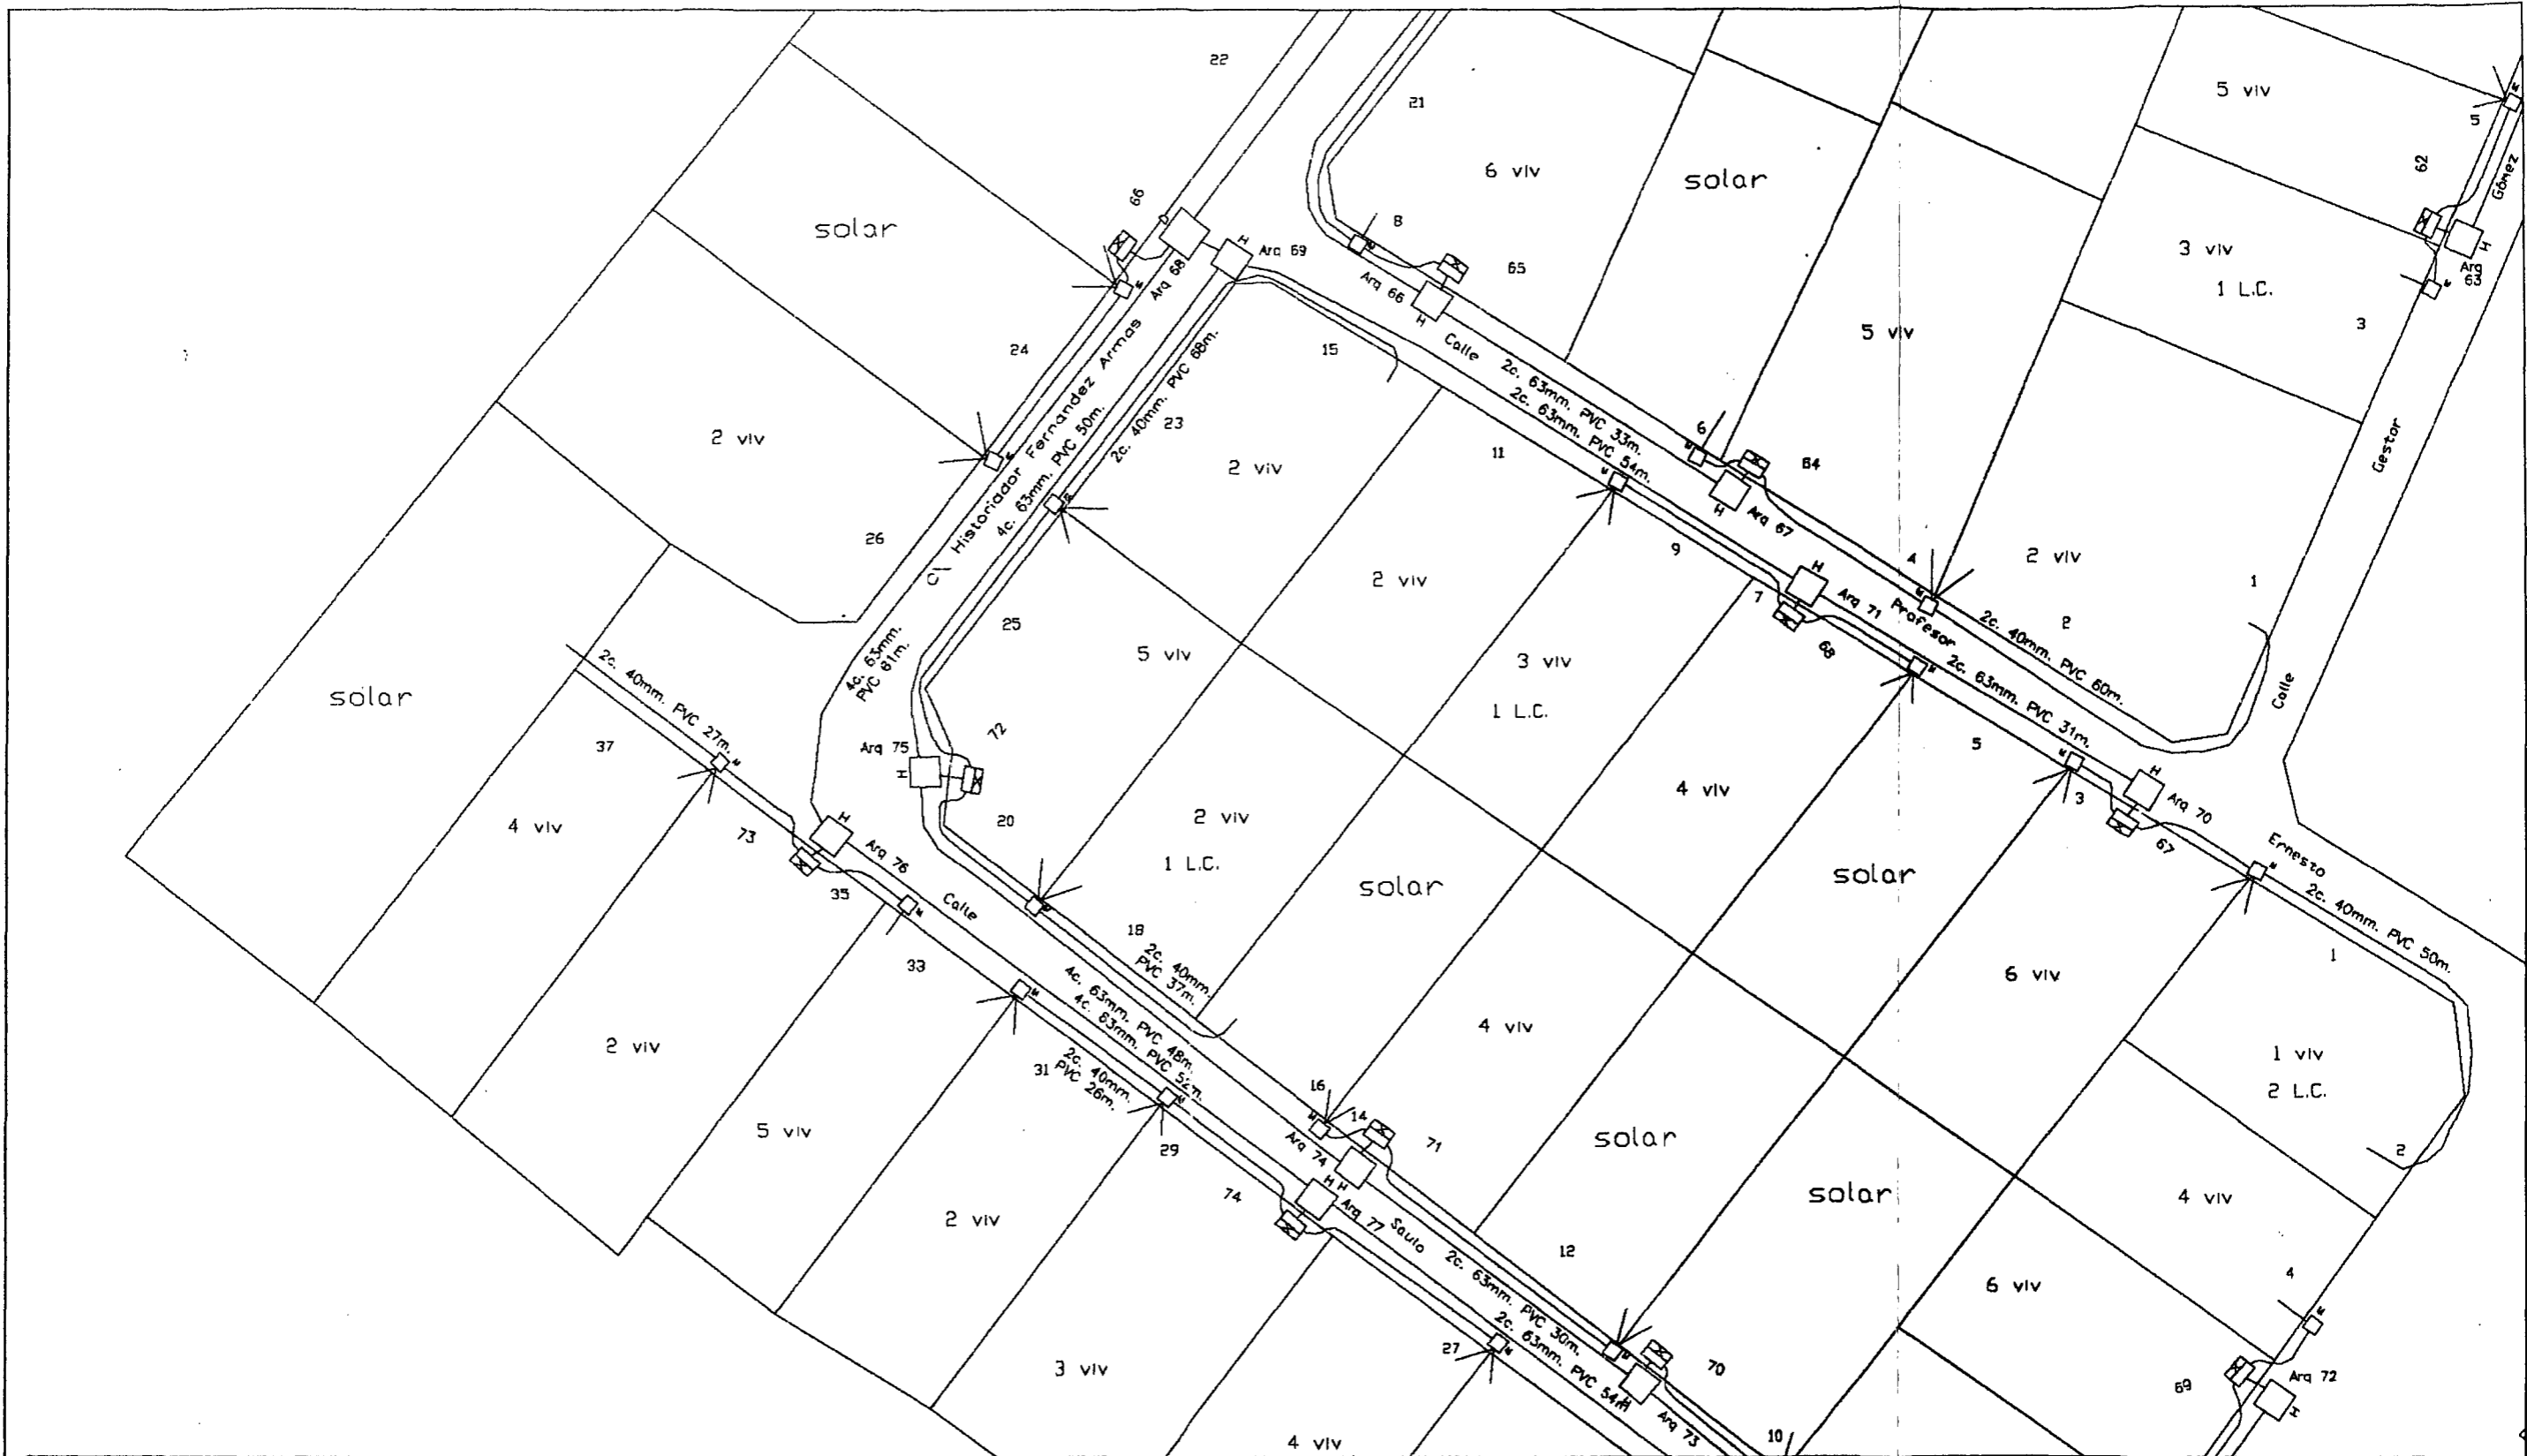 22
21
5 viv
5
62
Gómez
6 viv
solar
66
solar
8
65
Arq 69
Arq 68
Arq 66
H
H
3 viv
1 L.C.
Arq
63
H
3
24
15
Calle
2c. 63mm. PVC 33m.
2c. 63mm. PVC 54m.
5 viv
2 viv
C\ Historiador Fernandez Armas
4c. 63mm. PVC 50m.
2c. 40mm. PVC 68m.
23
2 viv
11
6
64
Gestor
26
H
Arq 67
9
4
2 viv
1
2 viv
25
5 viv
3 viv
1 L.C.
7
H
Arq 71
Profesor
68
2
2c. 40mm. PVC 60m.
2c. 63mm. PVC 31m.
Calle
4c. 63mm.
PVC 81m.
solar
2c. 40mm. PVC 27m.
37
Arq 75
H
72
5
4 viv
H
Arq 70
3
67
4 viv
73
H
Arq 76
35
20
2 viv
1 L.C.
solar
solar
Ernesto
2c. 40mm. PVC 50m.
1
Calle
33
18
2c. 40mm.
PVC 37m.
6 viv
2 viv
4c. 63mm. PVC 48m.
4c. 63mm. PVC 52m.
4 viv
1 viv
2 L.C.
31
2c. 40mm.
PVC 26m.
5 viv
29
16
14
71
Arq 74
H H
solar
2
74
Arq 77
Saulo
solar
4 viv
2 viv
12
2c. 63mm. PVC 30m.
2c. 63mm. PVC 54m.
6 viv
4
3 viv
27
70
H
Arq 73
69
Arq 72
H
4 viv
10